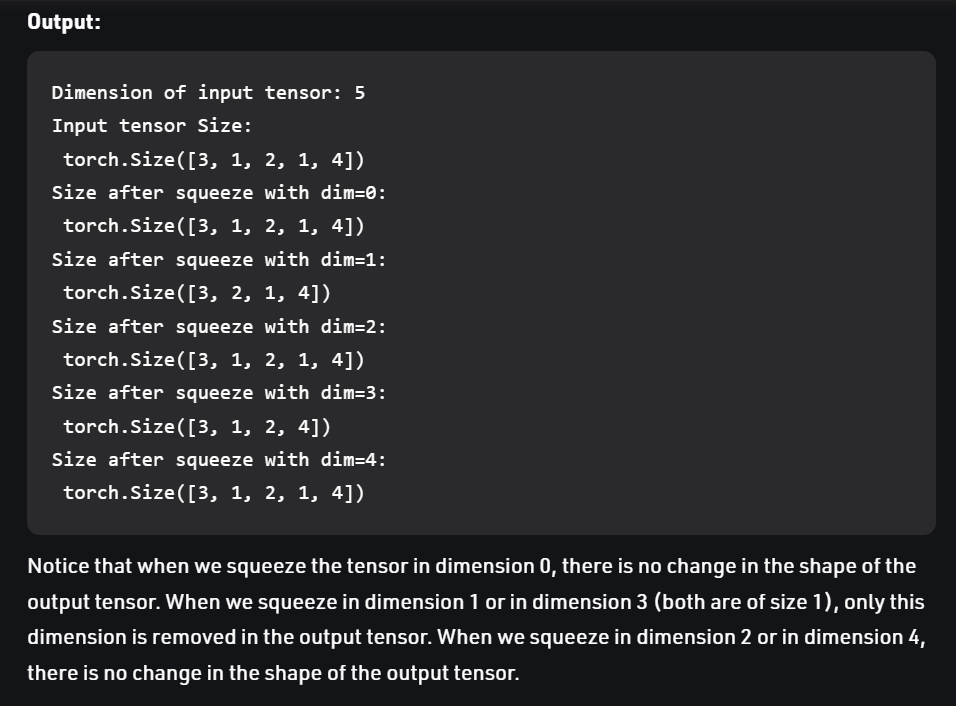 Output:
Dimension of input tensor: 5
Input tensor Size:
 torch.Size([3, 1, 2, 1, 4])
Size after squeeze with dim=0:
 torch.Size([3, 1, 2, 1, 4])
Size after squeeze with dim=1:
 torch.Size([3, 2, 1, 4])
Size after squeeze with dim=2:
 torch.Size([3, 1, 2, 1, 4])
Size after squeeze with dim=3:
 torch.Size([3, 1, 2, 4])
Size after squeeze with dim=4:
 torch.Size([3, 1, 2, 1, 4])
Notice that when we squeeze the tensor in dimension 0, there is no change in the shape of the
output tensor. When we squeeze in dimension 1 or in dimension 3 (both are of size 1), only this
dimension is removed in the output tensor. When we squeeze in dimension 2 or in dimension 4,
there is no change in the shape of the output tensor.